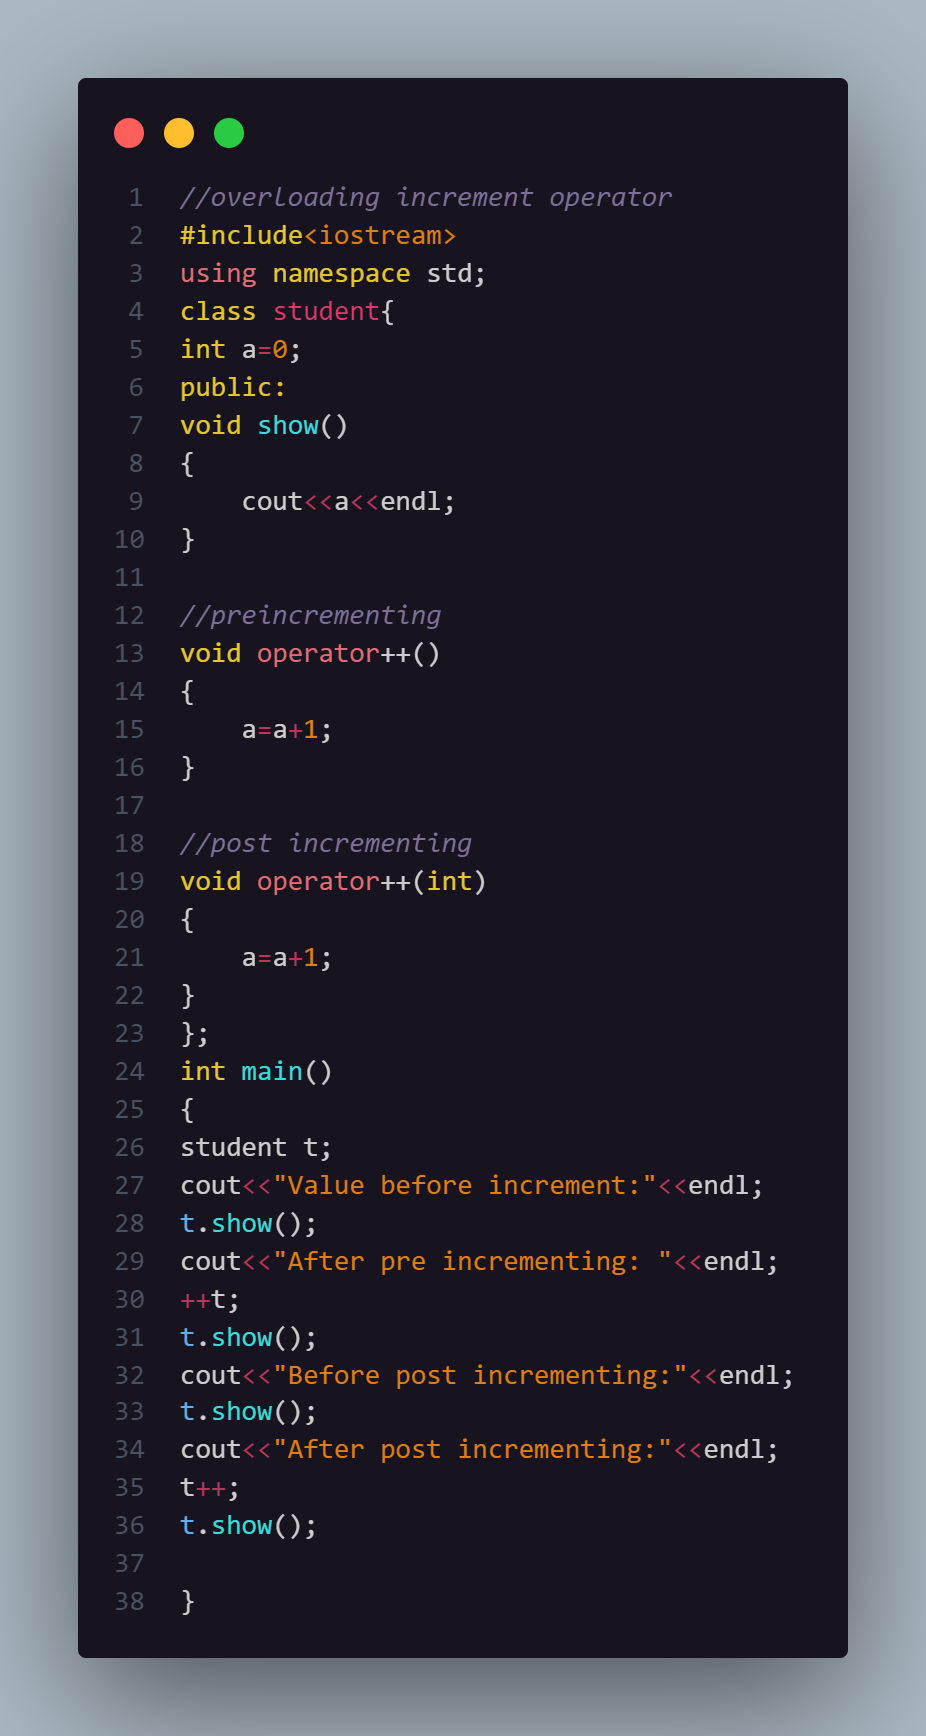 1 //overloading increment operator
2 #include<iostream>
3 using namespace std;
4 class student{
5 int a=0;
6 public:
7 void show()
8 {
9     cout<<a<<endl;
10 }
11
12 //preincrementing
13 void operator++()
14 {
15     a=a+1;
16 }
17
18 //post incrementing
19 void operator++(int)
20 {
21     a=a+1;
22 }
23 };
24 int main()
25 {
26 student t;
27 cout<<"Value before increment:"<<endl;
28 t.show();
29 cout<<"After pre incrementing: "<<endl;
30 ++t;
31 t.show();
32 cout<<"Before post incrementing:"<<endl;
33 t.show();
34 cout<<"After post incrementing:"<<endl;
35 t++;
36 t.show();
37
38 }